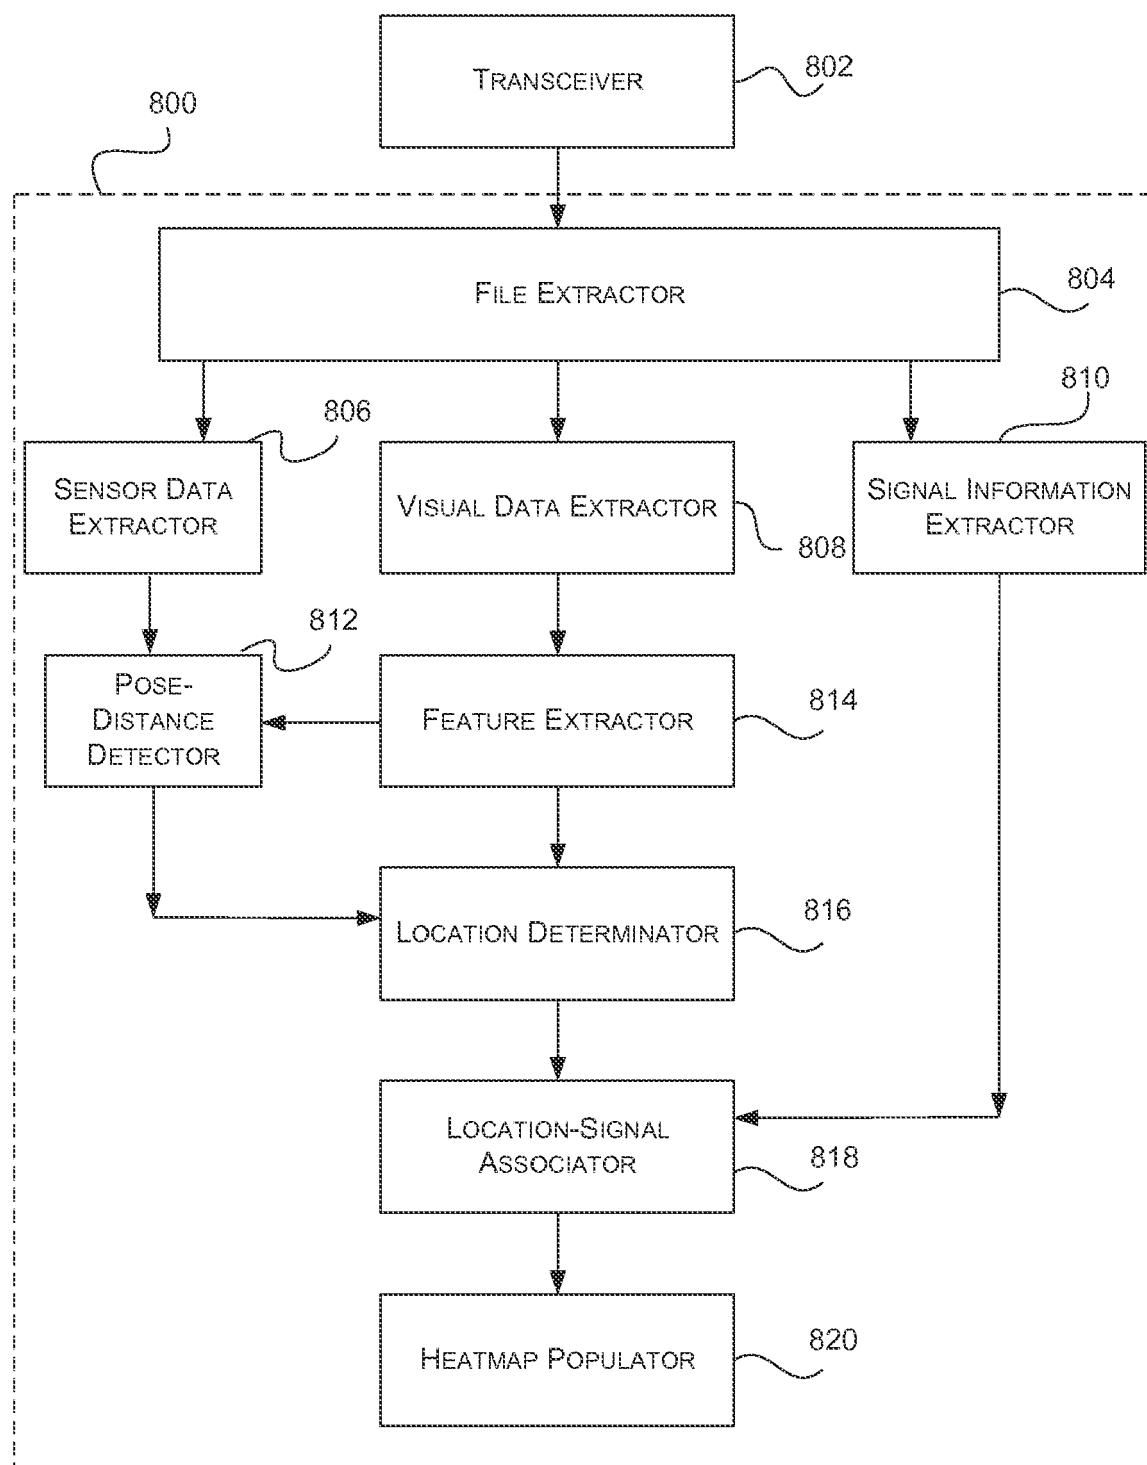 TRANSCEIVER
802
800
FILE EXTRACTOR
804
810
806
SENSOR DATA
EXTRACTOR
VISUAL DATA EXTRACTOR
808
SIGNAL INFORMATION
EXTRACTOR
812
POSE-
DISTANCE
DETECTOR
FEATURE EXTRACTOR
814
LOCATION DETERMINATOR
816
LOCATION-SIGNAL
ASSOCIATOR
818
HEATMAP POPULATOR
820